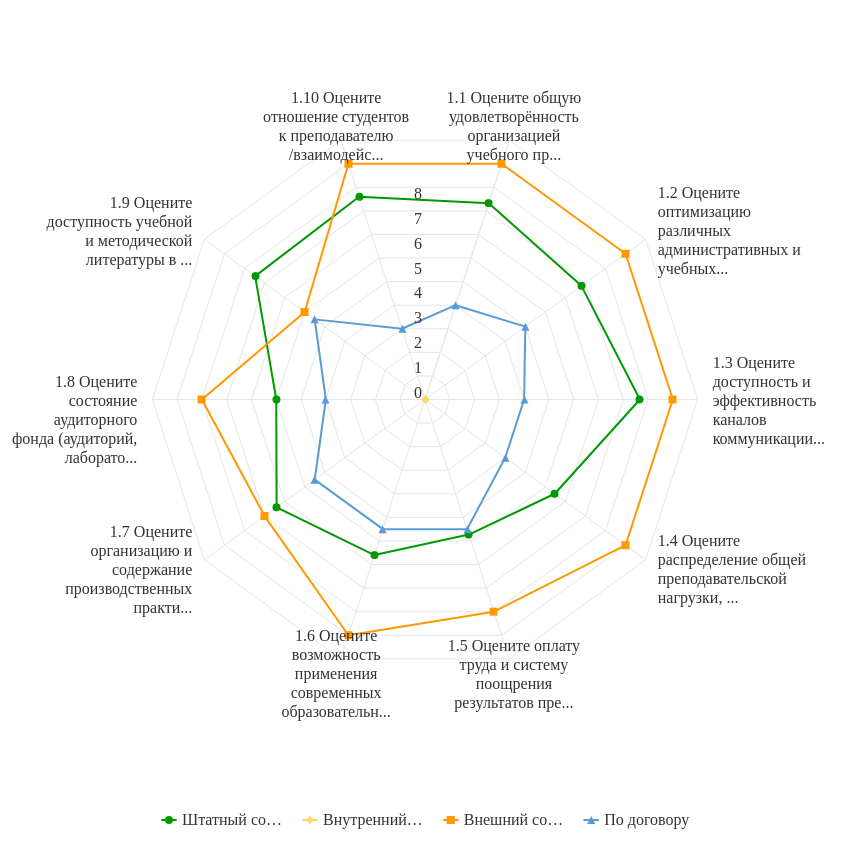 1.10 Оцените
отношение студентов
к преподавателю
/взаимодейс...
1.1 Оцените общую
удовлетворённость
организацией
учебного пр...
1.9 Оцените
доступность учебной
и методической
литературы в ...
1.2 Оцените
оптимизацию
различных
административных и
учебных...
8
7
6
5
4
3
2
1
0
1.8 Оцените
состояние
аудиторного
фонда (аудиторий,
лаборато...
1.3 Оцените
доступность и
эффективность
каналов
коммуникации...
1.7 Оцените
организацию и
содержание
производственных
практи...
1.4 Оцените
распределение общей
преподавательской
нагрузки, ...
1.6 Оцените
возможность
применения
современных
образовательн...
1.5 Оцените оплату
труда и систему
поощрения
результатов пре...
Штатный со… Внутренний… Внешний со… По договору